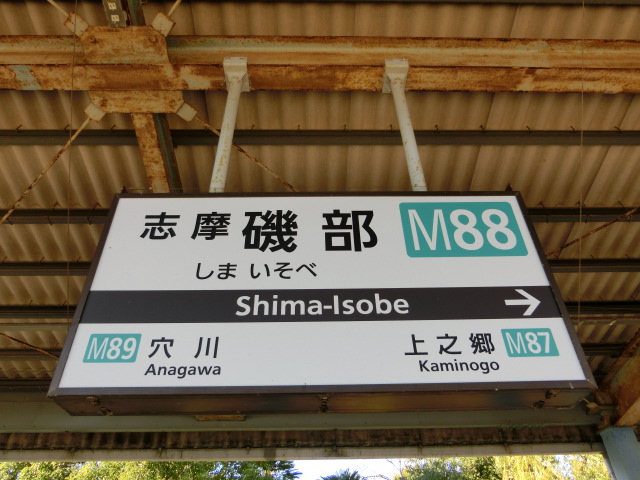 志摩磯部 M88
しま いそべ
Shima-Isobe →
M89 穴川 上之郷 M87
Anagawa Kaminogo